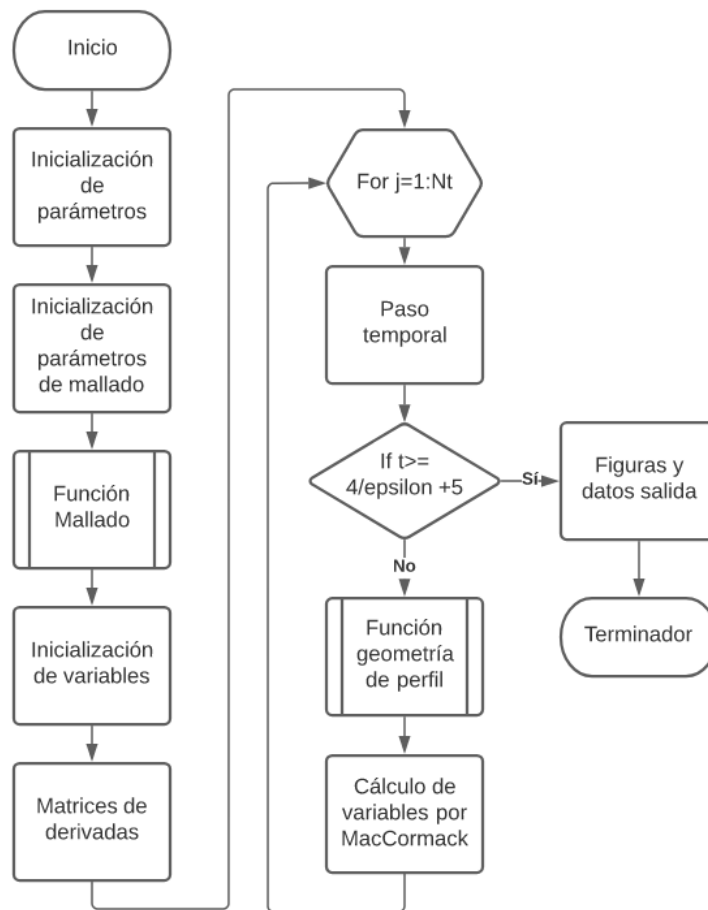 Inicio
Inicialización
de
parámetros
Inicialización
de
parámetros
de mallado
Función
Mallado
Inicialización
de variables
Matrices de
derivadas
For j=1:Nt
Paso
temporal
If t>=
4/epsilon +5
Sí
No
Figuras y
datos salida
Terminador
Función
geometría
de perfil
Cálculo de
variables por
MacCormack